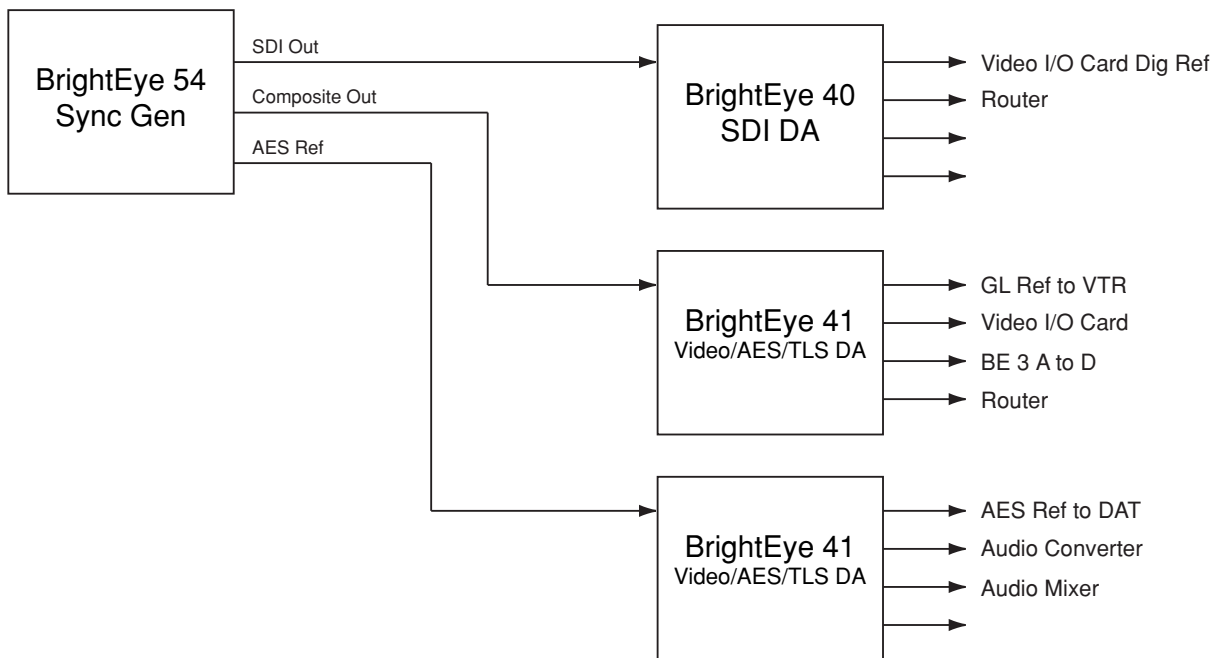 BrightEye 54
Sync Gen
SDI Out
Composite Out
AES Ref
BrightEye 40
SDI DA
Video I/O Card Dig Ref
Router
BrightEye 41
Video/AES/TLS DA
GL Ref to VTR
Video I/O Card
BE 3 A to D
Router
BrightEye 41
Video/AES/TLS DA
AES Ref to DAT
Audio Converter
Audio Mixer